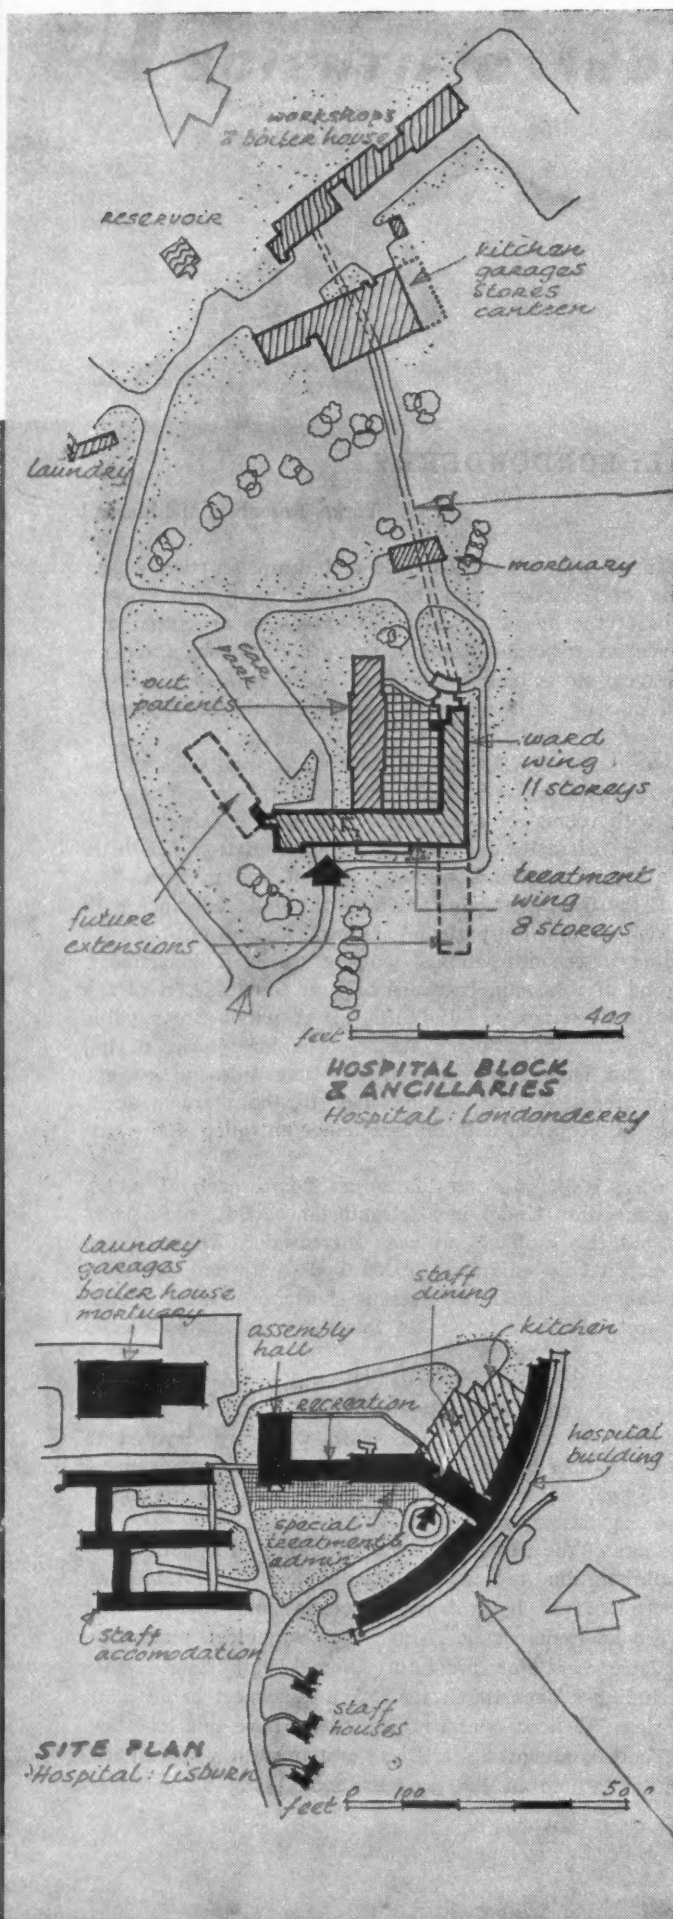 WORKSHOPS
& boiler house
RESERVOIR
kitchen
garages
stores
canteen
laundry
mortuary
car
park
out
patients
ward
wing
11 storeys
treatment
wing
8 storeys
future
extensions
400
feet
HOSPITAL BLOCK
& ANCILLARIES
Hospital: Londonderry
laundry
garages
boiler house
mortuary
staff
dining
assembly
hall
kitchen
recreation
hospital
building
special
treatment &
admin
staff
accomodation
staff
houses
SITE PLAN
Hospital: Lisburn
0 100 500
feet